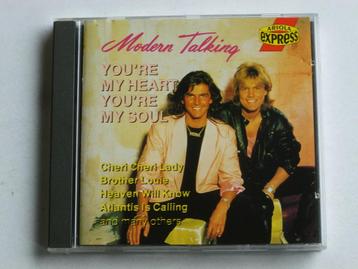 Modern Talking
ARIOLA
express
YOU'RE
MY HEART
YOU'RE
MY SOUL
Cheri Cheri Lady
Brother Louie
Heaven Will Know
Atlantis Is Calling
and many others